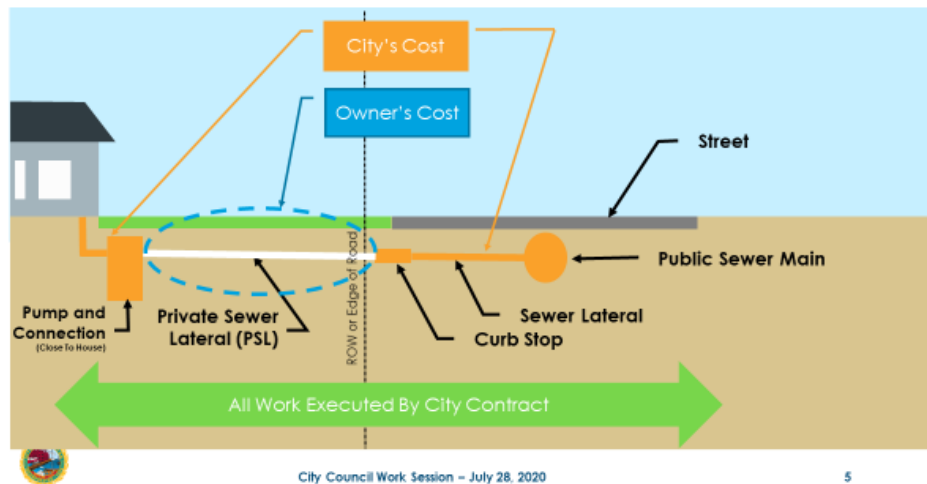 City's Cost
Owner's Cost
Street
ROW or Edge of Road
Public Sewer Main
Pump and
Connection
(Close To House)
Private Sewer
Lateral (PSL)
Sewer Lateral
Curb Stop
All Work Executed By City Contract
City Council Work Session – July 28, 2020
5